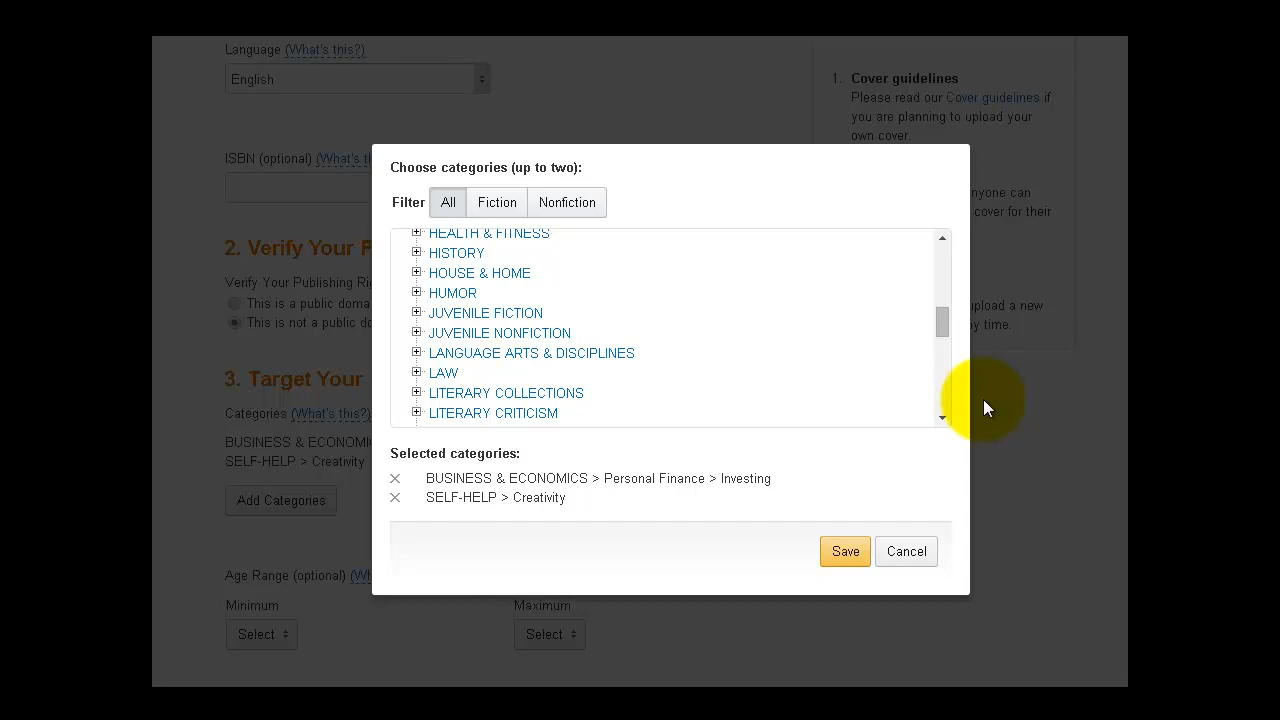 Language (What's this?)
English
ISBN (optional) (What's t
2. Verify Your P
Verify Your Publishing Rig
This is a public doma
This is not a public do
3. Target Your
Categories (What's this?)
BUSINESS & ECONOMIC
SELF-HELP > Creativity
Add Categories
Age Range (optional) (Wh
Minimum
Select
Maximum
Select
1. Cover guidelines
Please read our Cover guidelines if
you are planning to upload your
own cover.
nyone can
cover for their
upload a new
by time.
Choose categories (up to two):
Filter All Fiction Nonfiction
HEALTH & FITNESS
HISTORY
HOUSE & HOME
HUMOR
JUVENILE FICTION
JUVENILE NONFICTION
LANGUAGE ARTS & DISCIPLINES
LAW
LITERARY COLLECTIONS
LITERARY CRITICISM
Selected categories:
BUSINESS & ECONOMICS > Personal Finance > Investing
SELF-HELP > Creativity
Save Cancel